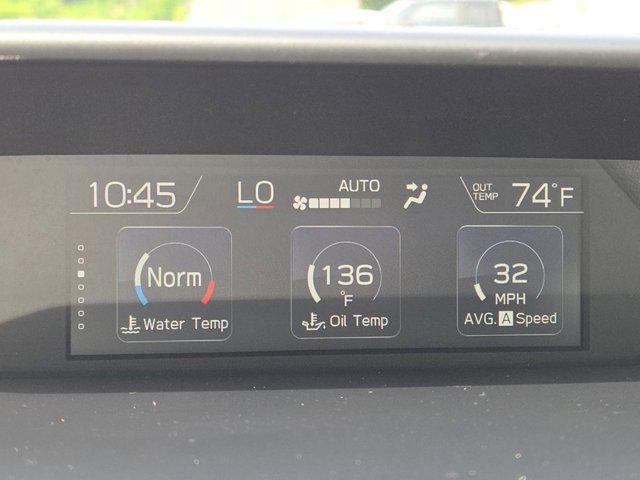 10:45
LO
AUTO
OUT
TEMP
74°F
Norm
Water Temp
136
°F
Oil Temp
32
MPH
AVG. A Speed